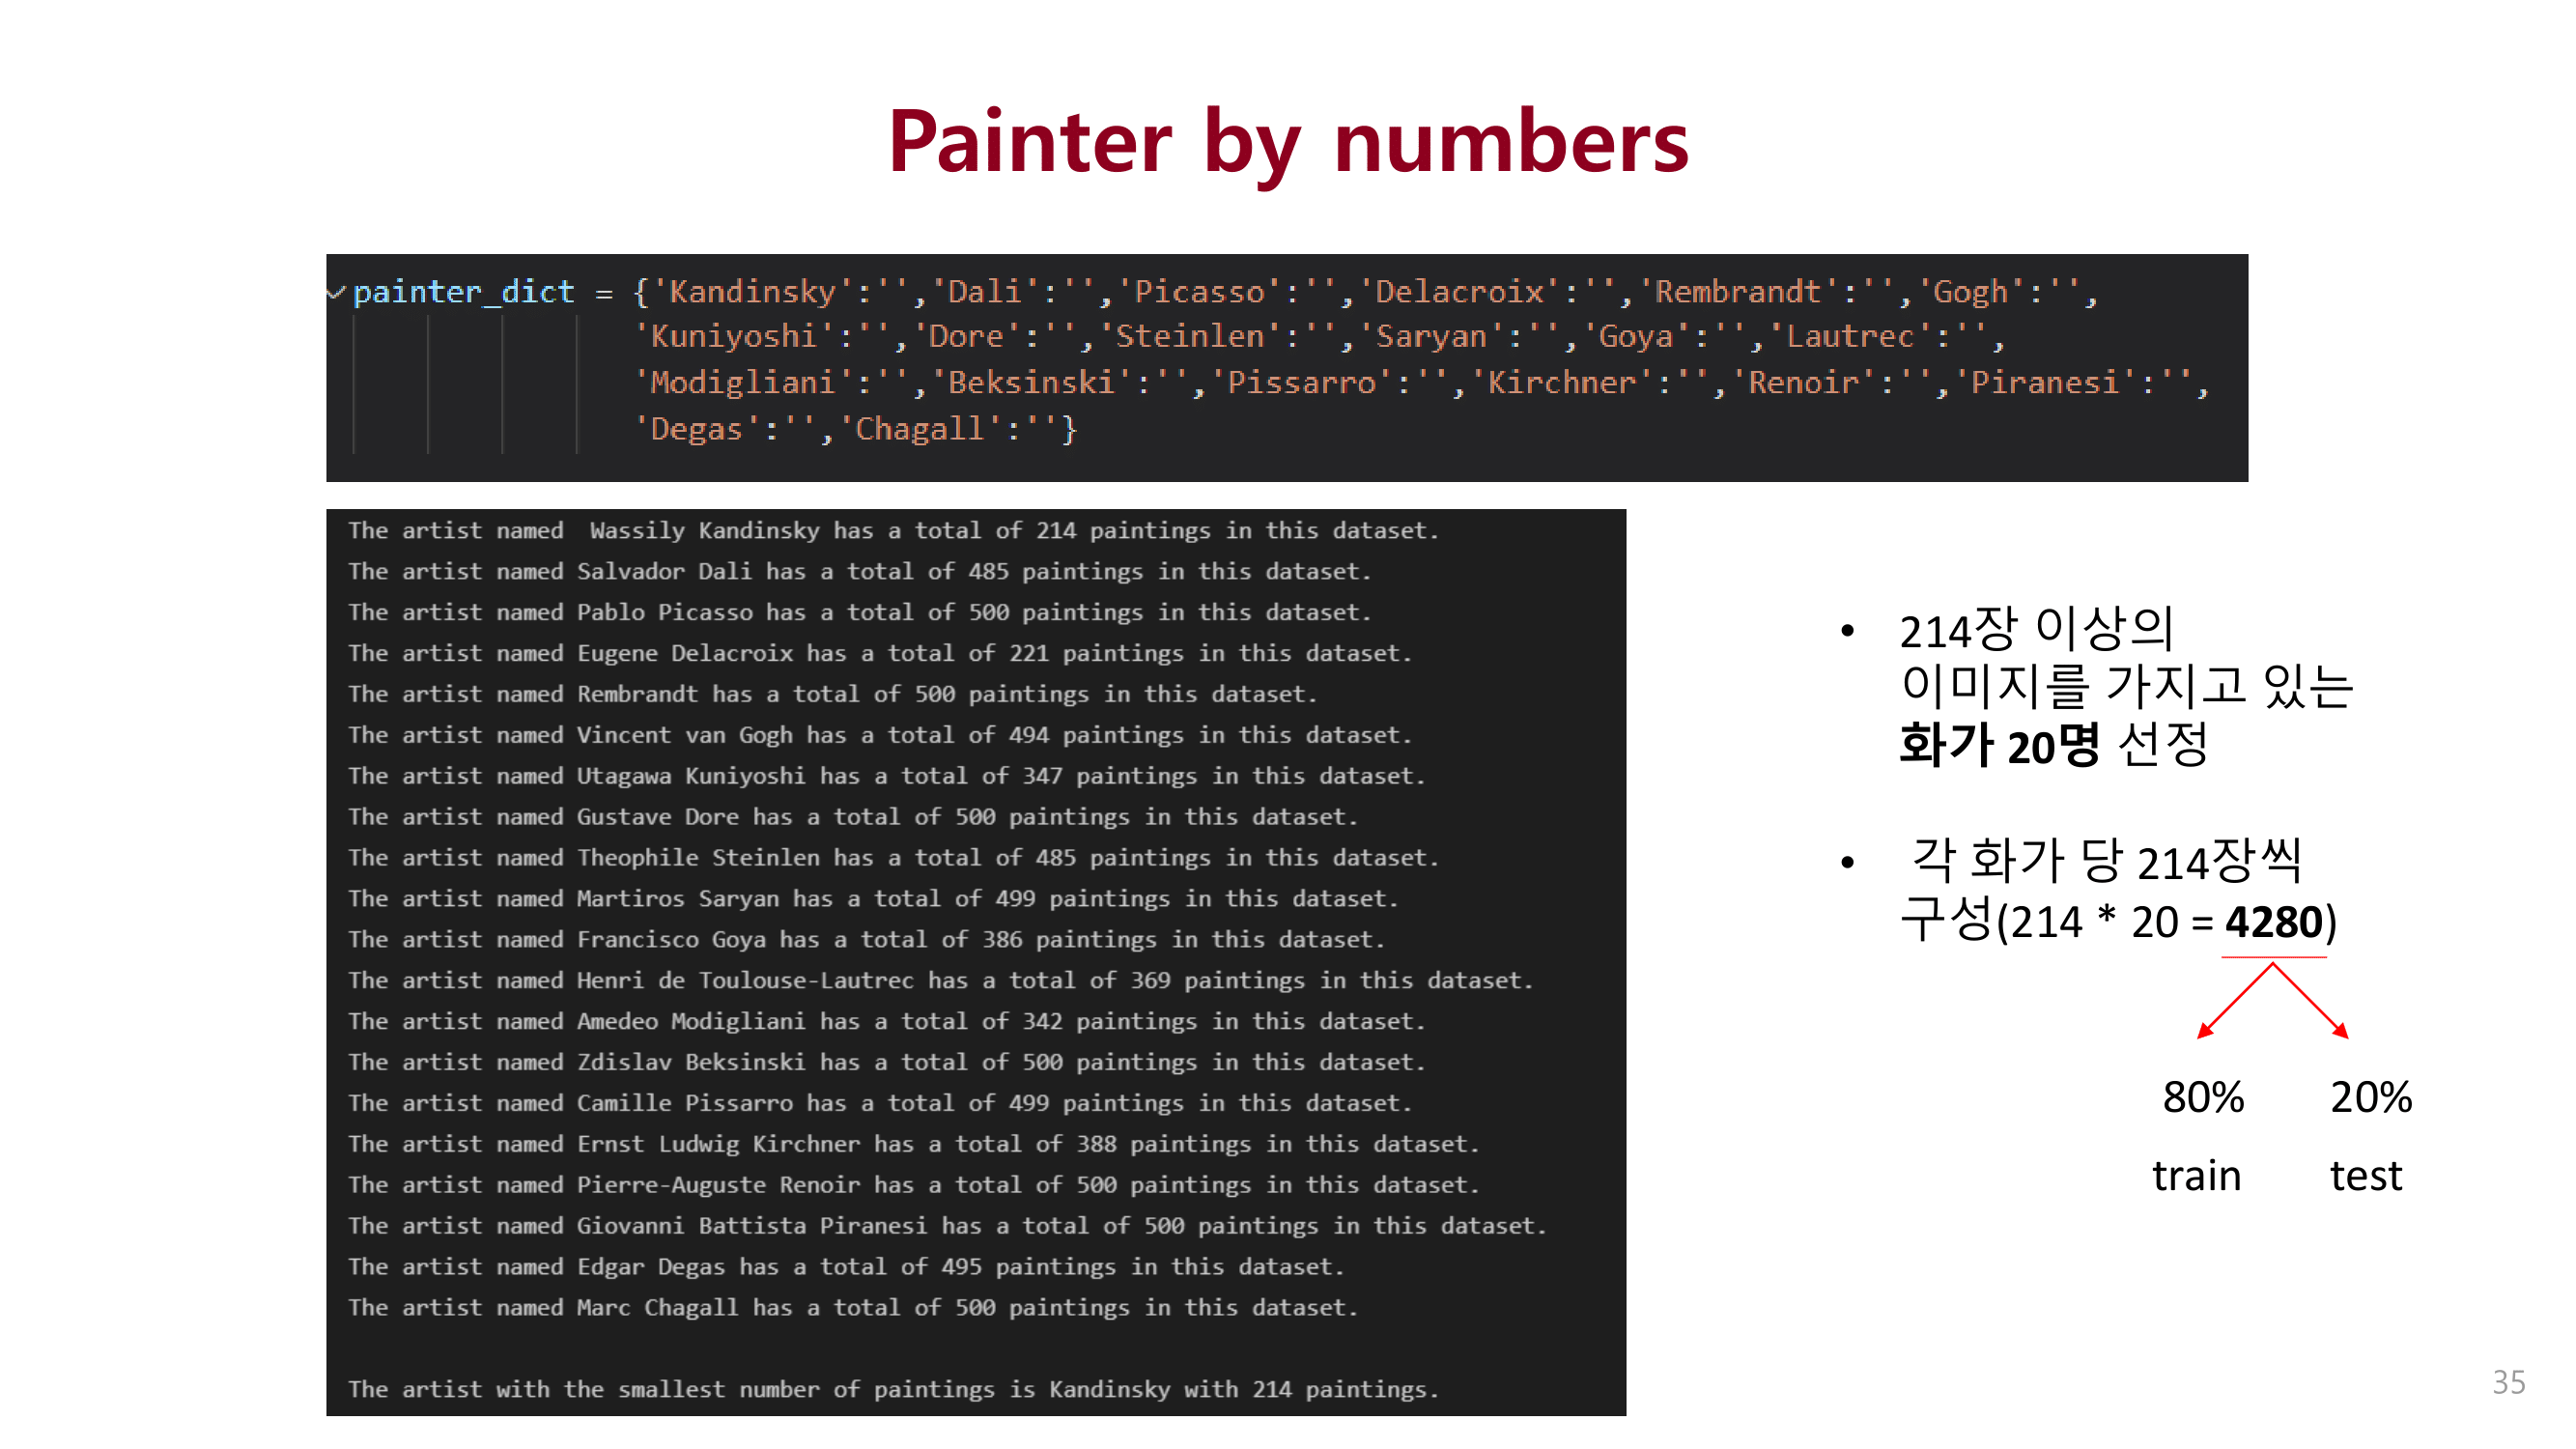 Painter by numbers
painter_dict = {'Kandinsky':'','Dali':'','Picasso':'','Delacroix':'','Rembrandt':'','Gogh':'',
'Kuniyoshi':'','Dore':'','Steinlen':'','Saryan':'','Goya':'','Lautrec':'',
'Modigliani':'','Beksinski':'','Pissarro':'','Kirchner':'','Renoir':'','Piranesi':'',
'Degas':'','Chagall':''}
The artist named  Wassily Kandinsky has a total of 214 paintings in this dataset.
The artist named Salvador Dali has a total of 485 paintings in this dataset.
The artist named Pablo Picasso has a total of 500 paintings in this dataset.
The artist named Eugene Delacroix has a total of 221 paintings in this dataset.
The artist named Rembrandt has a total of 500 paintings in this dataset.
The artist named Vincent van Gogh has a total of 494 paintings in this dataset.
The artist named Utagawa Kuniyoshi has a total of 347 paintings in this dataset.
The artist named Gustave Dore has a total of 500 paintings in this dataset.
The artist named Theophile Steinlen has a total of 485 paintings in this dataset.
The artist named Martiros Saryan has a total of 499 paintings in this dataset.
The artist named Francisco Goya has a total of 386 paintings in this dataset.
The artist named Henri de Toulouse-Lautrec has a total of 369 paintings in this dataset.
The artist named Amedeo Modigliani has a total of 342 paintings in this dataset.
The artist named Zdislav Beksinski has a total of 500 paintings in this dataset.
The artist named Camille Pissarro has a total of 499 paintings in this dataset.
The artist named Ernst Ludwig Kirchner has a total of 388 paintings in this dataset.
The artist named Pierre-Auguste Renoir has a total of 500 paintings in this dataset.
The artist named Giovanni Battista Piranesi has a total of 500 paintings in this dataset.
The artist named Edgar Degas has a total of 495 paintings in this dataset.
The artist named Marc Chagall has a total of 500 paintings in this dataset.
The artist with the smallest number of paintings is Kandinsky with 214 paintings.
• 214장 이상의
이미지를 가지고 있는
화가 20명 선정
• 각 화가 당 214장씩
구성(214 * 20 = 4280)
80% 20%
train test
35